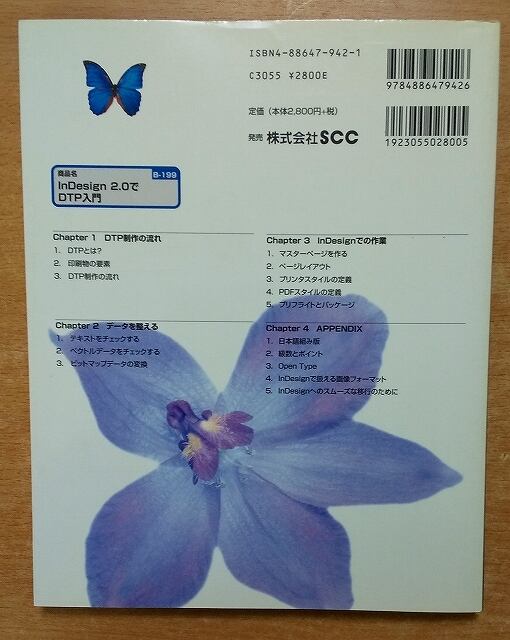 ISBN4-88647-942-1
C3055 ¥2800E
9784886479426
定価（本体2,800円+税）
発売 株式会社SCC
1923055028005
商品名 B-199
InDesign 2.0で
DTP入門
Chapter 1 DTP制作の流れ
1. DTPとは?
2. 印刷物の要素
3. DTP制作の流れ
Chapter 2 データを整える
1. テキストをチェックする
2. ベクトルデータをチェックする
3. ビットマップデータの変換
Chapter 3 InDesignでの作業
1. マスターページを作る
2. ページレイアウト
3. プリンタスタイルの定義
4. PDFスタイルの定義
5. プリフライトとパッケージ
Chapter 4 APPENDIX
1. 日本語組み版
2. 級数とポイント
3. Open Type
4. InDesignで扱える画像フォーマット
5. InDesignへのスムーズな移行のために